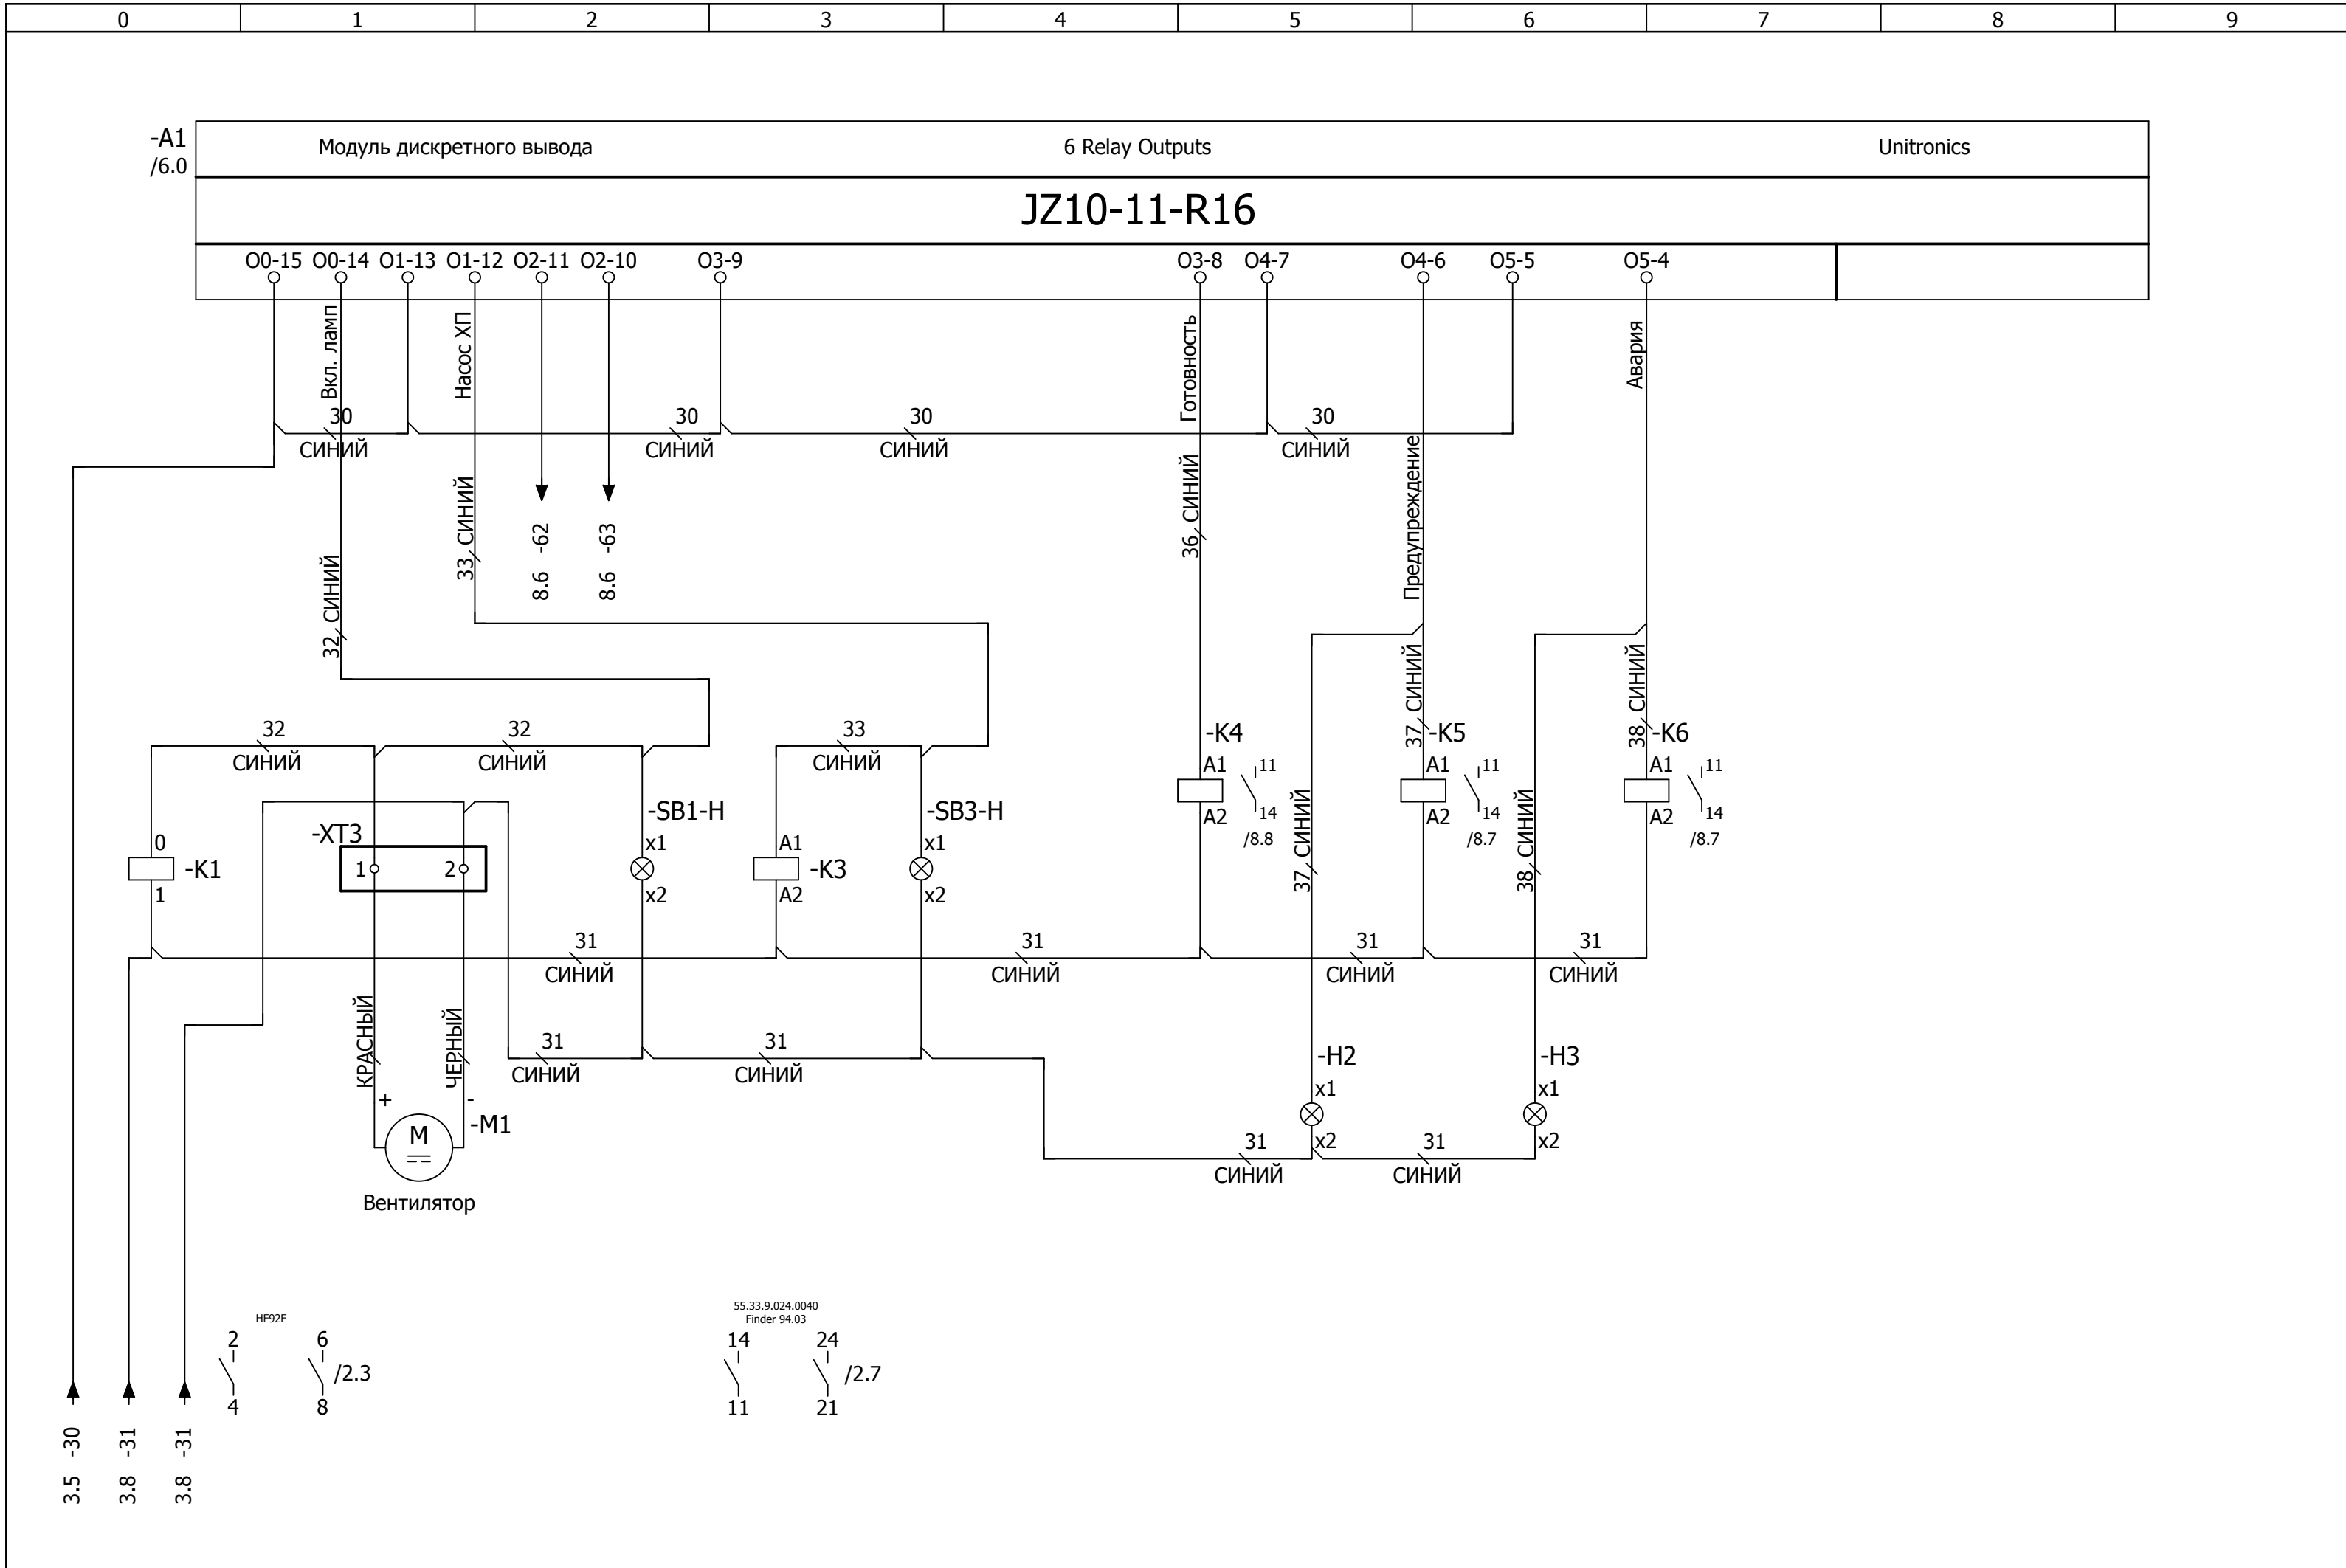 0 1 2 3 4 5 6 7 8 9
-A1
/6.0
Модуль дискретного вывода 6 Relay Outputs Unitronics
JZ10-11-R16
O0-15 O0-14 O1-13 O1-12 O2-11 O2-10 O3-9 O3-8 O4-7 O4-6 O5-5 O5-4
Вкл. ламп
Насос ХП
Готовность
Предупреждение
Авария
30 30 30 30
СИНИЙ СИНИЙ СИНИЙ СИНИЙ
32 СИНИЙ
33 СИНИЙ
8.6 -62
8.6 -63
36 СИНИЙ
37 СИНИЙ
38 СИНИЙ
32 32 33
СИНИЙ СИНИЙ СИНИЙ
-K4 -K5 -K6
A1 11 A1 11 A1 11
A2 14 A2 14 A2 14
/8.8 /8.7 /8.7
-XT3 -SB1-H -SB3-H
0 x1 A1 x1
-K1 1 2 -K3
1 x2 A2 x2
37 СИНИЙ
38 СИНИЙ
31 31 31 31
СИНИЙ СИНИЙ СИНИЙ СИНИЙ
КРАСНЫЙ
ЧЕРНЫЙ
31 31
СИНИЙ СИНИЙ
-H2 -H3
x1 x1
+ -
M -M1
x2 x2
31 31
СИНИЙ СИНИЙ
Вентилятор
HF92F
2 6
/2.3
4 8
55.33.9.024.0040
Finder 94.03
14 24
/2.7
11 21
3.5 -30
3.8 -31
3.8 -31